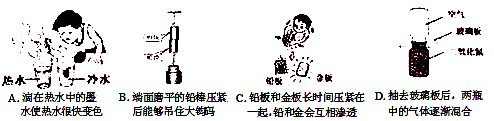 空气
玻璃板
二氧化氮
热水
冷水
铅板
金板
A. 滴在热水中的墨
水使热水很快变色
B. 端面磨平的铅棒压紧
后能够吊住大钩码
C. 铅板和金板长时间压紧在
一起,铅和金会互相渗透
D. 抽去玻璃板后,两瓶
中的气体逐渐混合